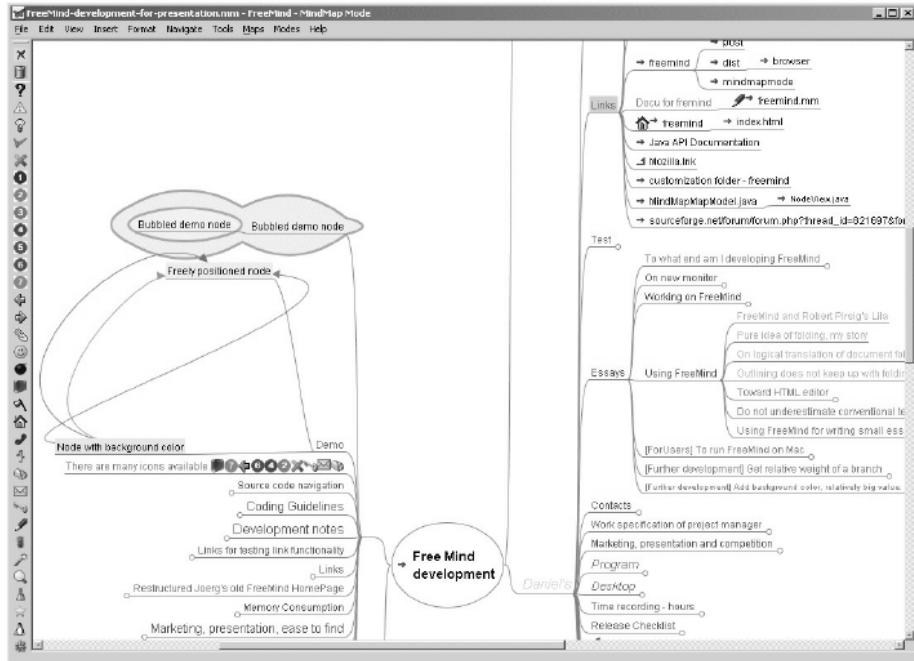 FreeMind-development-for-presentation.mm - FreeMind - MindMap Mode
File Edit View Insert Format Navigate Tools Maps Modes Help
post
freemind
dist
browser
mindmapmode
Links
Docu for fremind
freemind.mm
freemind
index.html
Java API Documentation
Mozilla.lnk
customization folder - freemind
MindMapMapModel.java
NodeView.java
sourceforge.net/forum/forum.php?thread_id=821697&for
Test
To what end am I developing FreeMind
On new monitor
Working on FreeMind
Essays
Using FreeMind
FreeMind and Robert Pirsig's Lila
Pure idea of folding, my story
On logical translation of document fol
Outlining does not keep up with foldin
Toward HTML editor
Do not underestimate conventional te
Using FreeMind for writing small ess
[ForUsers] To run FreeMind on Mac
[Further development] Get relative weight of a branch
[Further development] Add background color, relatively big value.
Contacts
Work specification of project manager
Marketing, presentation and competition
Program
Daniel's
Desktop
Time recording - hours
Release Checklist
Bubbled demo node
Bubbled demo node
Freely positioned node
Node with background color
Demo
There are many icons available
Source code navigation
Coding Guidelines
Development notes
Links for testing link functionality
Links
Restructured Joerg's old FreeMind HomePage
Memory Consumption
Marketing, presentation, ease to find
Free Mind
development